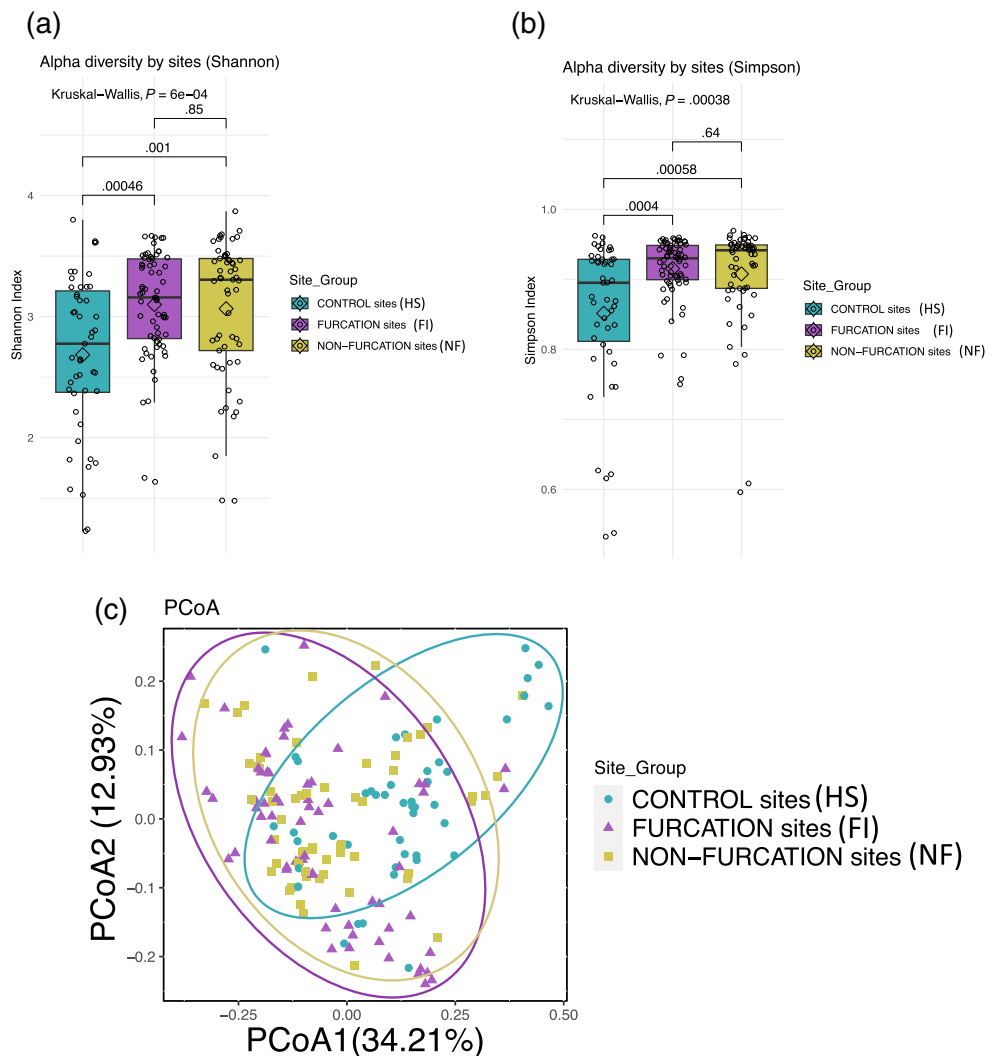 (a)
Alpha diversity by sites (Shannon)
Kruskal−Wallis, P = 6e−04
.85
.001
.00046
4
3
2
Shannon Index
Site_Group
CONTROL sites (HS)
FURCATION sites (FI)
NON−FURCATION sites (NF)
(b)
Alpha diversity by sites (Simpson)
Kruskal−Wallis, P = .00038
.64
.00058
.0004
1.0
0.8
0.6
Simpson Index
Site_Group
CONTROL sites (HS)
FURCATION sites (FI)
NON−FURCATION sites (NF)
(c)
PCoA
0.2
0.1
0.0
−0.1
−0.2
PCoA2 (12.93%)
−0.25
0.00
0.25
0.50
PCoA1(34.21%)
Site_Group
CONTROL sites (HS)
FURCATION sites (FI)
NON−FURCATION sites (NF)